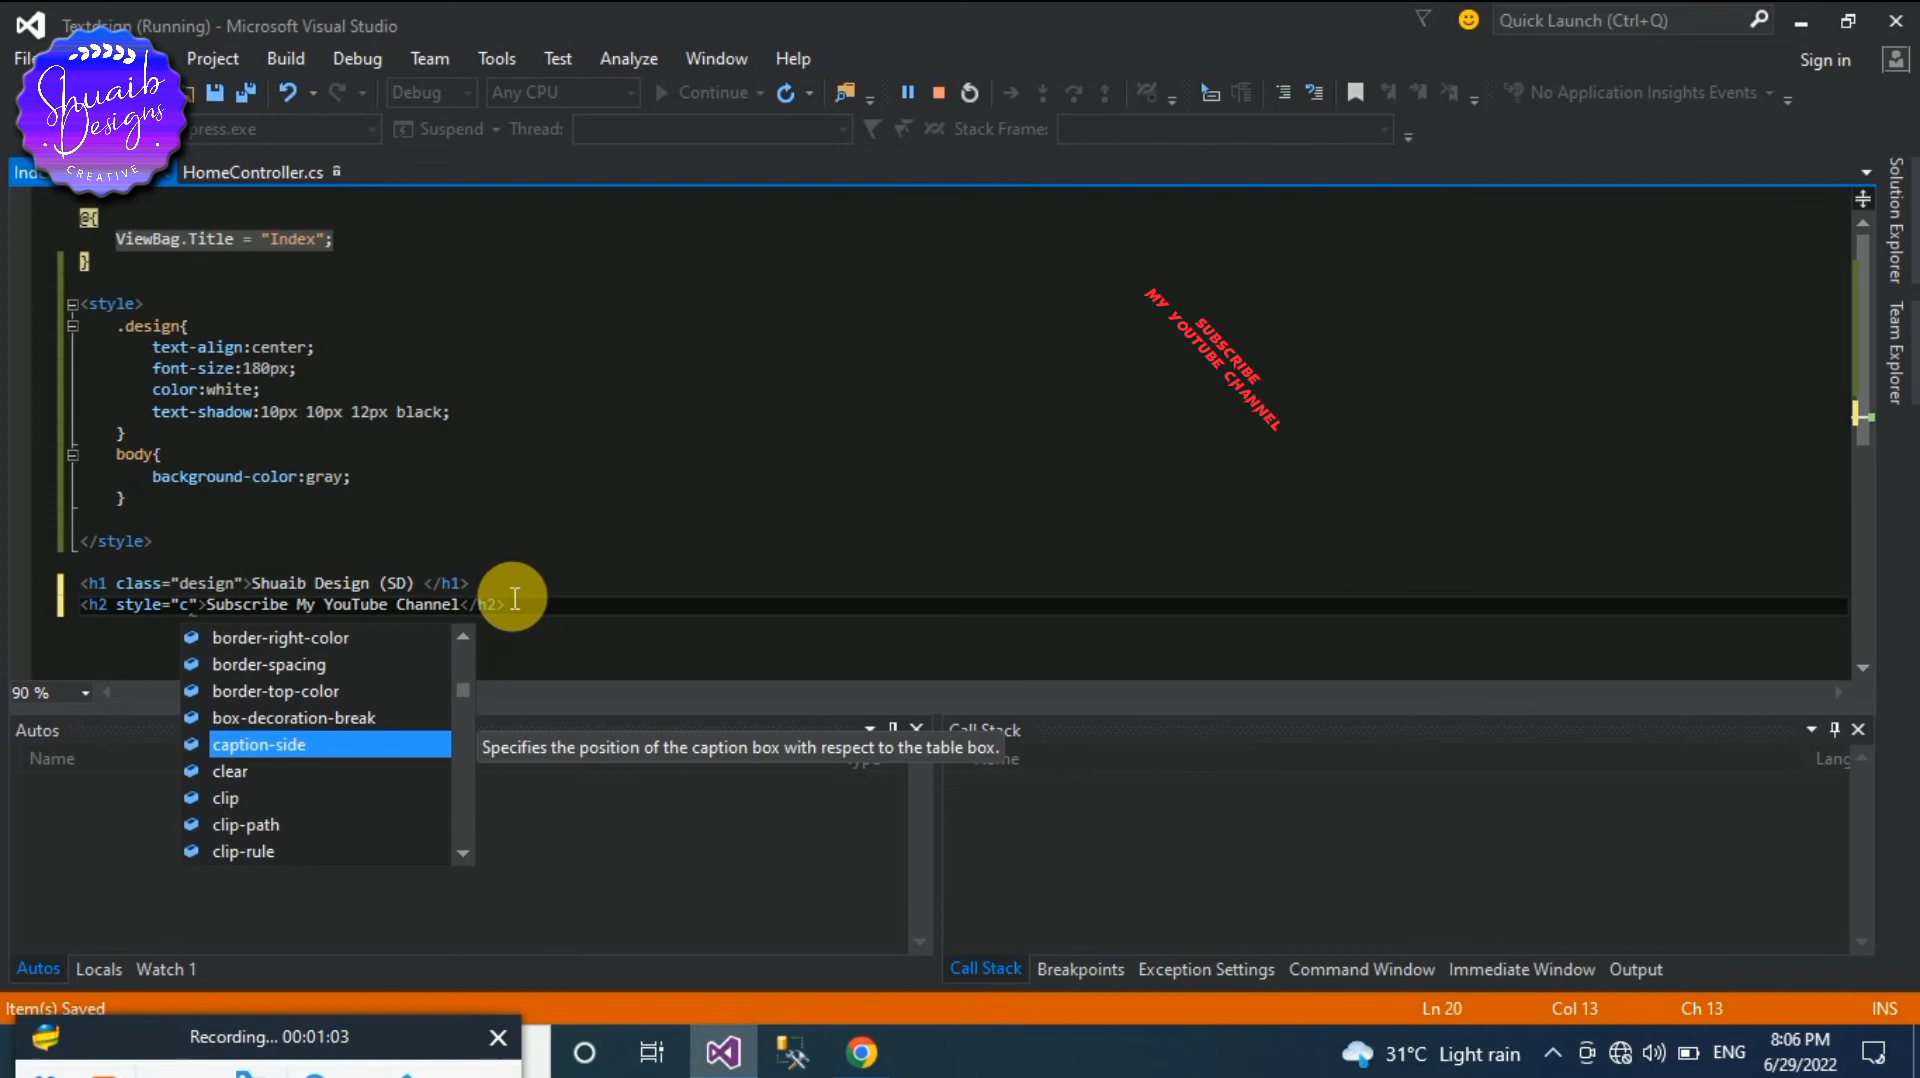 Textdesign (Running) - Microsoft Visual Studio
Quick Launch (Ctrl+Q)
Project Build Debug Team Tools Test Analyze Window Help
Sign in
Shuaib
Designs
CREATIVE
Debug Any CPU Continue
No Application Insights Events
Suspend Thread: Stack Frame:
HomeController.cs
@{
ViewBag.Title = "Index";
}
<style>
.design{
text-align:center;
font-size:180px;
color:white;
text-shadow:10px 10px 12px black;
}
body{
background-color:gray;
}
</style>
<h1 class="design">Shuaib Design (SD) </h1>
<h2 style="c">Subscribe My YouTube Channel</h2>
SUBSCRIBE
MY YOUTUBE CHANNEL
Solution Explorer
Team Explorer
border-right-color
border-spacing
border-top-color
box-decoration-break
caption-side
clear
clip
clip-path
clip-rule
Specifies the position of the caption box with respect to the table box.
90 %
Autos
Name
Call Stack
Name
Autos Locals Watch 1
Call Stack Breakpoints Exception Settings Command Window Immediate Window Output
Item(s) Saved
Ln 20 Col 13 Ch 13 INS
Recording... 00:01:03
31°C Light rain
ENG
8:06 PM
6/29/2022